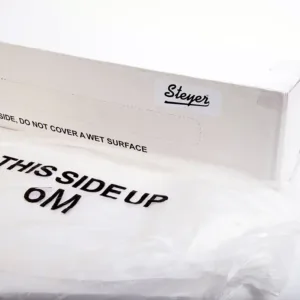 Steyer
SIDE, DO NOT COVER A WET SURFACE
THIS SIDE UP
oM